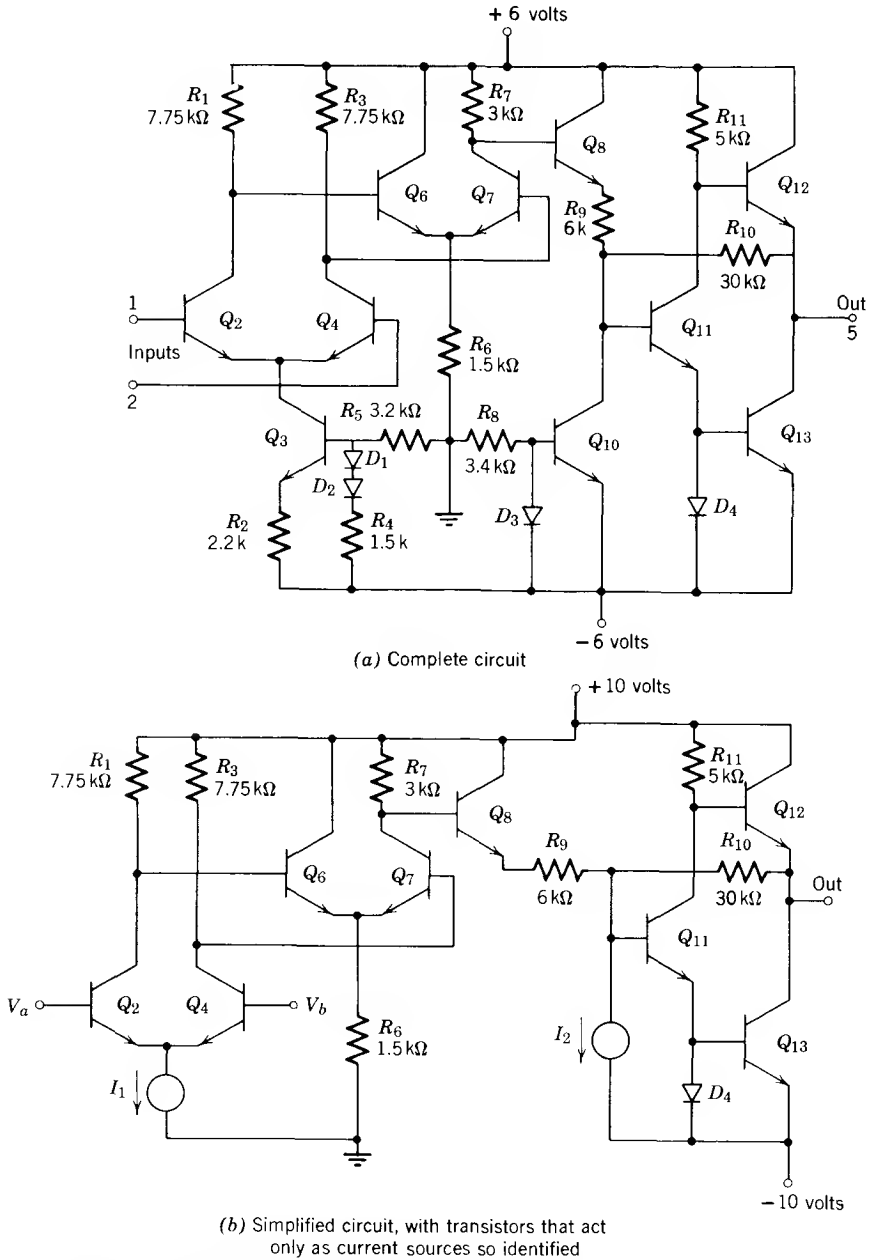 + 6 volts
R1
7.75 kΩ
R3
7.75 kΩ
R7
3 kΩ
Q8
R11
5 kΩ
Q12
Q6
Q7
R9
6k
R10
30 kΩ
1
Q2
Q4
Q11
Out
5
Inputs
2
R6
1.5 kΩ
Q3
R5 3.2 kΩ
R8
3.4 kΩ
Q10
Q13
D1
D2
D3
D4
R2
2.2 k
R4
1.5 k
− 6 volts
(a) Complete circuit
+ 10 volts
R1
7.75 kΩ
R3
7.75 kΩ
R7
3 kΩ
R11
5 kΩ
Q12
Q8
R9
6 kΩ
R10
30 kΩ
Out
Q6
Q7
Q11
Va
Q2
Q4
Vb
R6
1.5 kΩ
I2
Q13
I1
D4
− 10 volts
(b) Simplified circuit, with transistors that act
only as current sources so identified